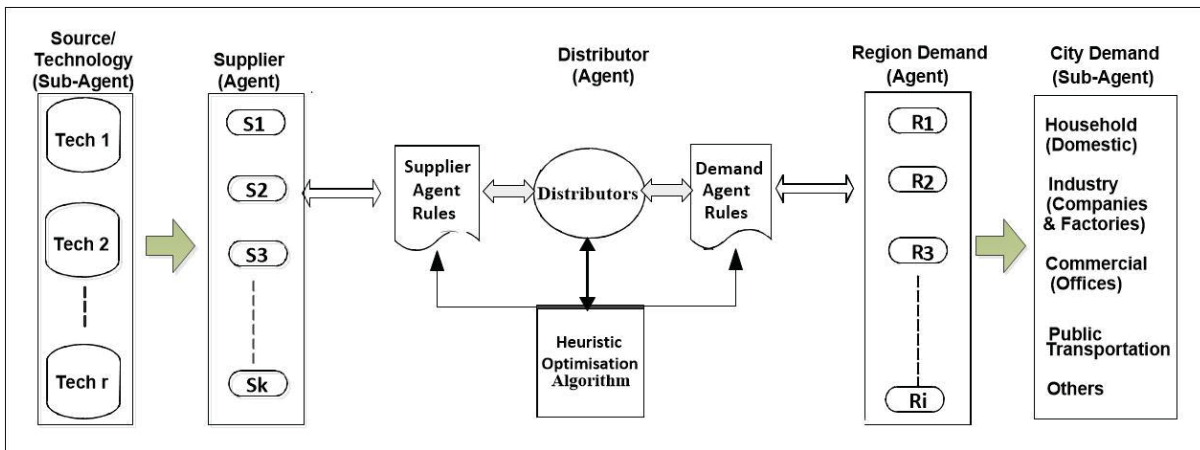 Source/
Technology
(Sub-Agent)
Tech 1
Tech 2
Tech r
Supplier
(Agent)
S1
S2
S3
Sk
Distributor
(Agent)
Supplier
Agent
Rules
Distributors
Demand
Agent
Rules
Heuristic
Optimisation
Algorithm
Region Demand
(Agent)
R1
R2
R3
Ri
City Demand
(Sub-Agent)
Household
(Domestic)
Industry
(Companies
& Factories)
Commercial
(Offices)
Public
Transportation
Others